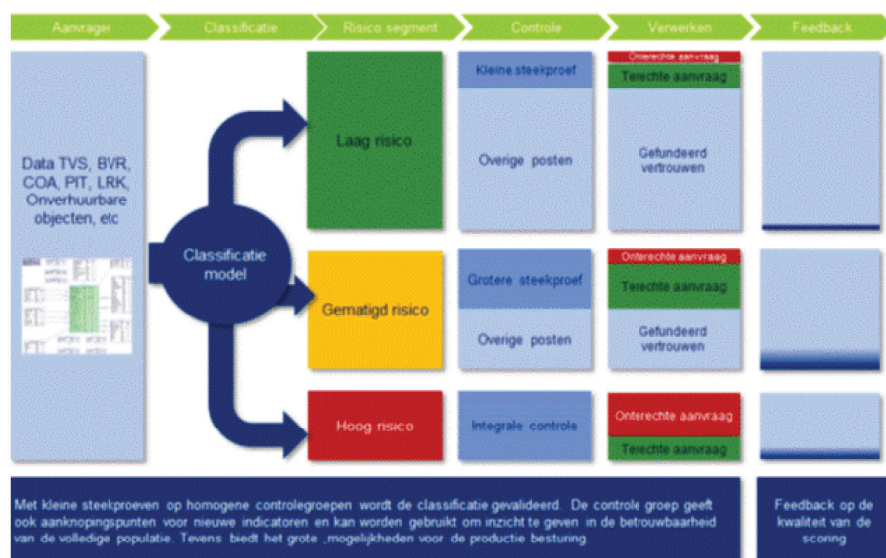 Aanvrager
Classificatie
Risico segment
Controle
Verwerken
Feedback
Data TVS, BVR,
COA, PIT, LRK,
Onverhuurbare
objecten, etc
Classificatie
model
Laag risico
Kleine steekproef
Overige posten
Onterechte aanvraag
Terechte aanvraag
Gefundeerd
vertrouwen
Gematigd risico
Grotere steekproef
Overige posten
Onterechte aanvraag
Terechte aanvraag
Gefundeerd
vertrouwen
Hoog risico
Integrale controle
Onterechte aanvraag
Terechte aanvraag
Met kleine steekproeven op homogene controlegroepen wordt de classificatie gevalideerd. De controle groep geeft
ook aanknopingspunten voor nieuwe indicatoren en kan worden gebruikt om inzicht te geven in de betrouwbaarheid
van de volledige populatie. Tevens biedt het grote ,mogelijkheden voor de productie besturing.
Feedback op de
kwaliteit van de
scoring